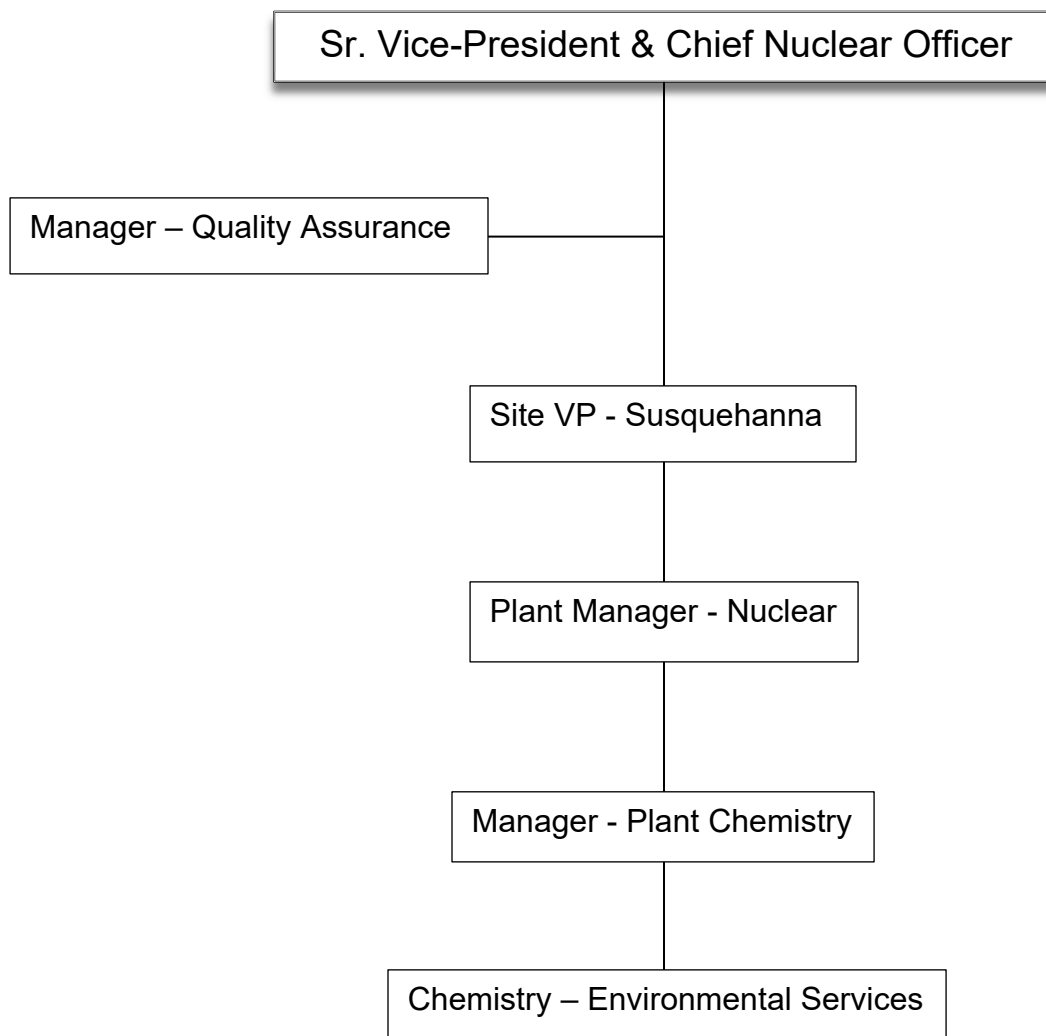 Sr. Vice-President & Chief Nuclear Officer
Manager – Quality Assurance
Site VP - Susquehanna
Plant Manager - Nuclear
Manager - Plant Chemistry
Chemistry – Environmental Services